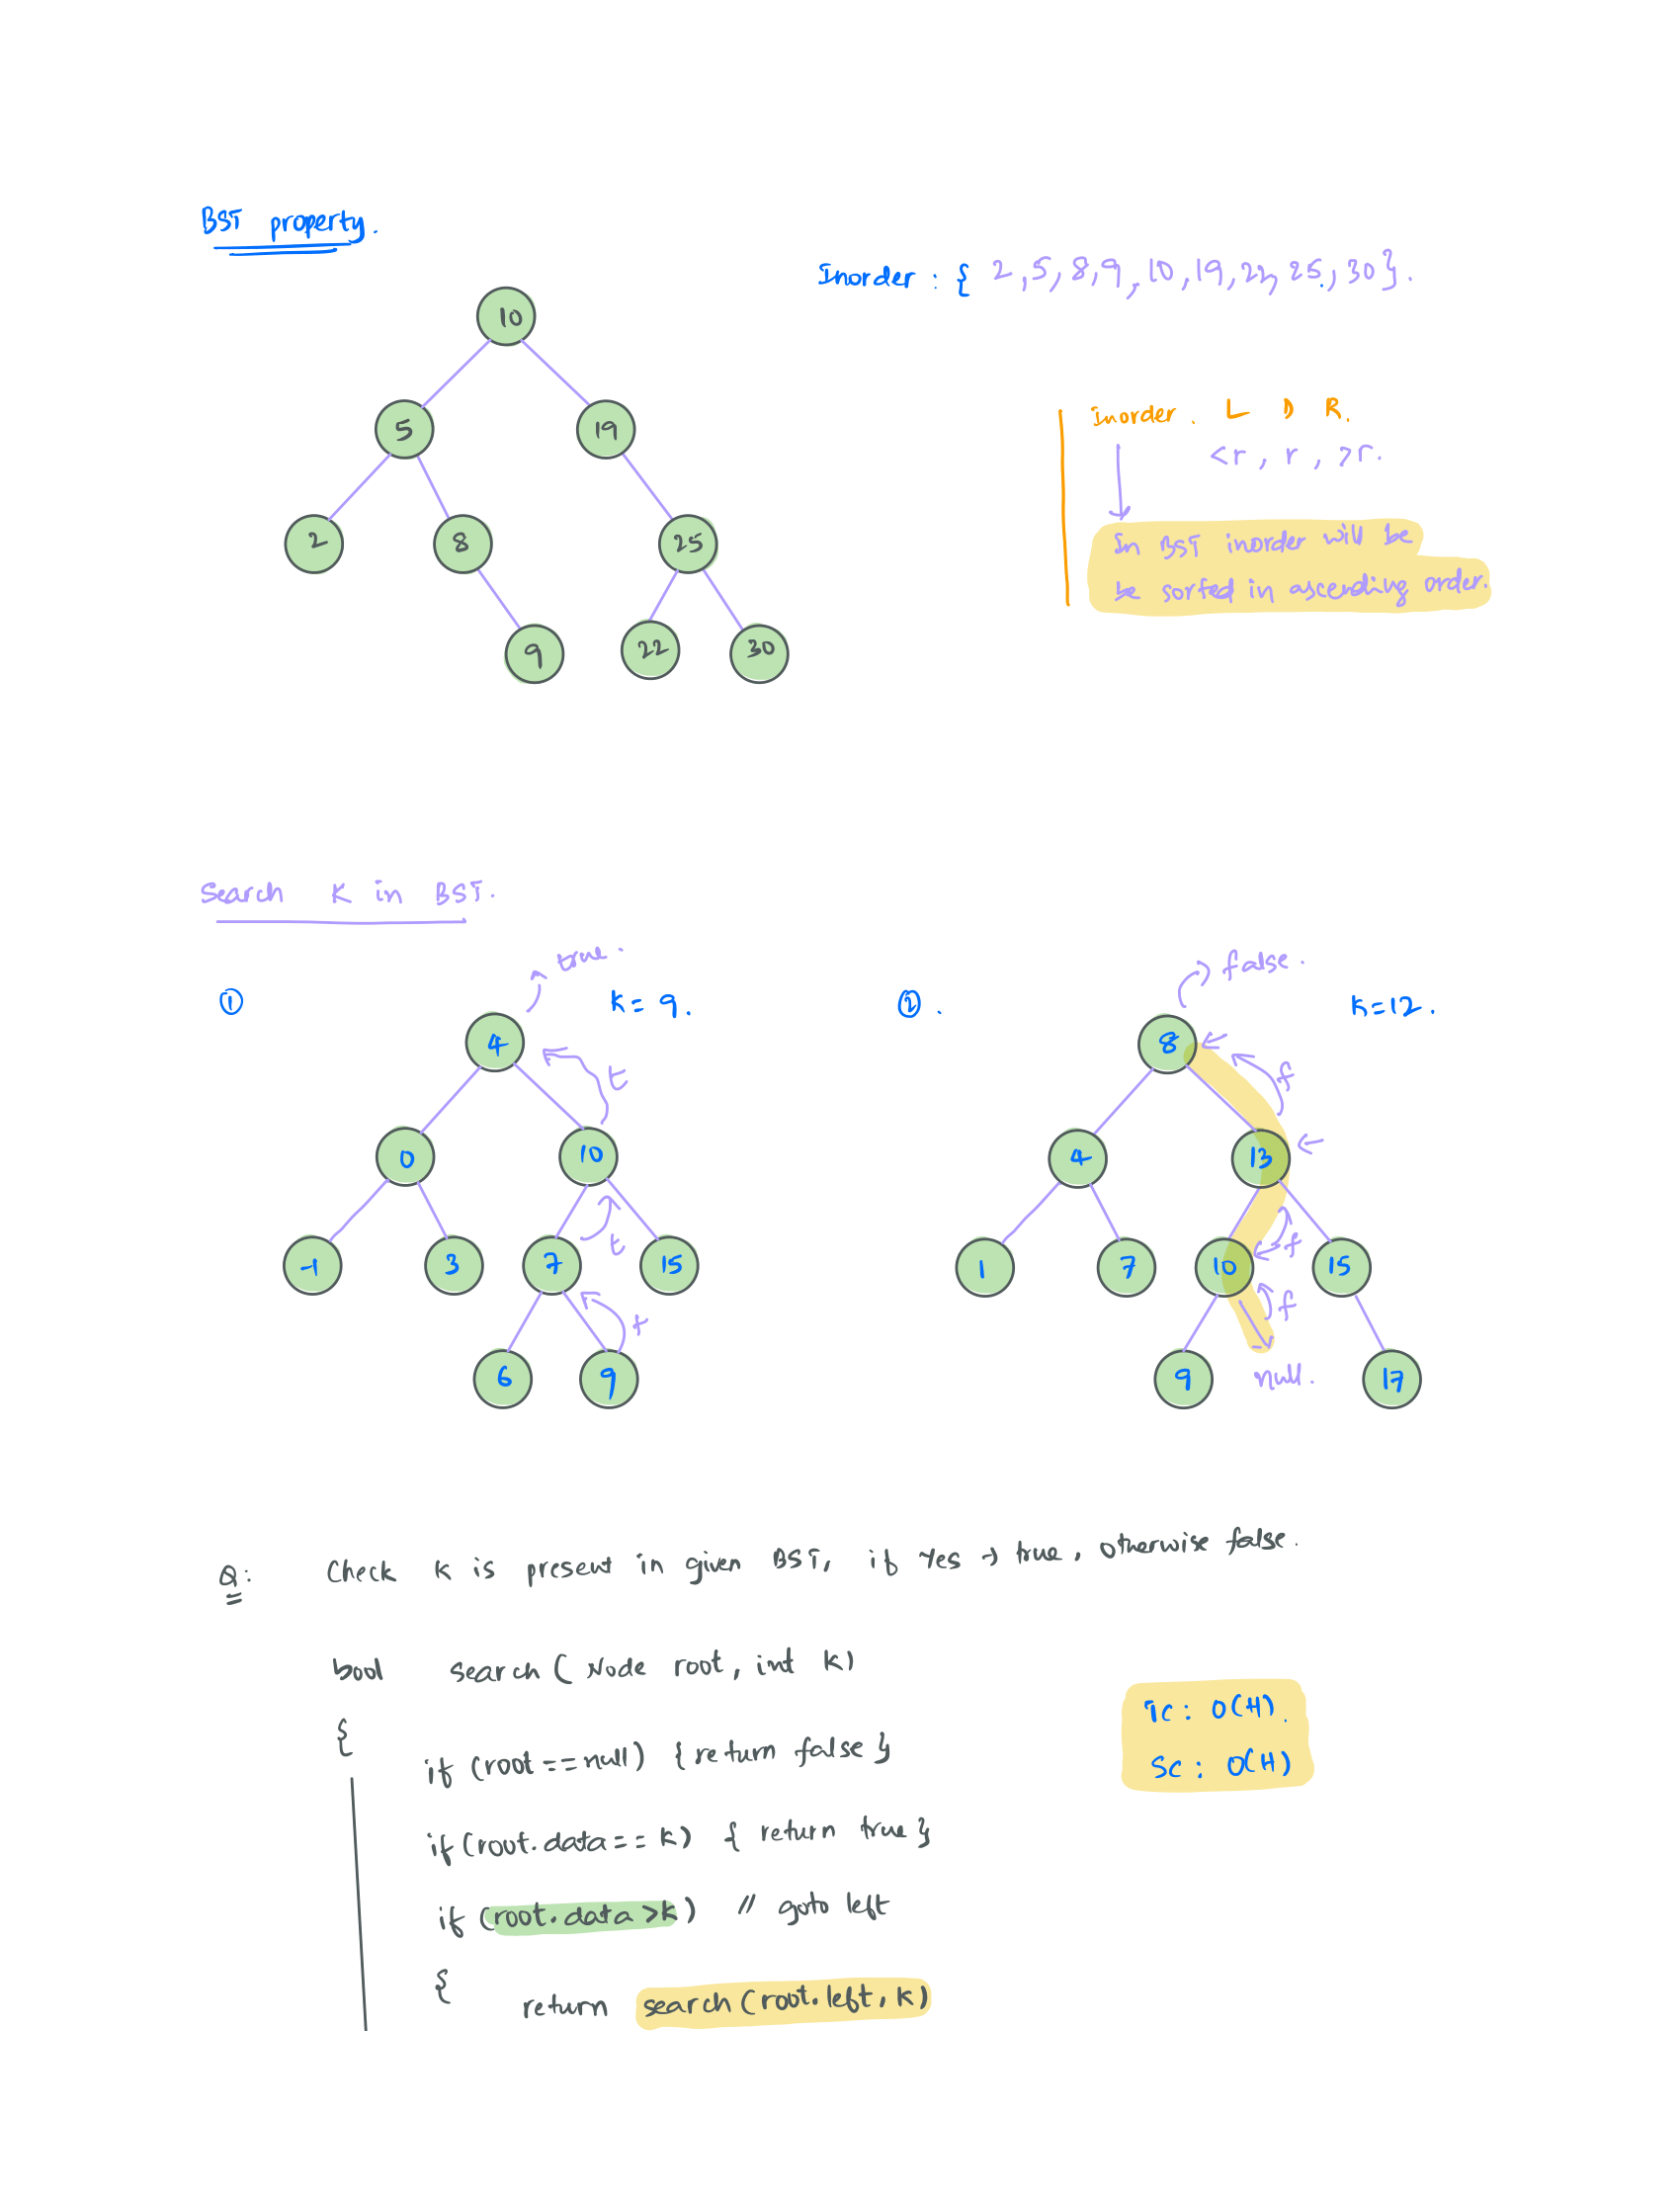 BST property.
Inorder : { 2, 5, 8, 9, 10, 19, 22, 25, 30 }.
10
5 19
2 8 25
9 22 30
inorder. L D R.
<r, r, >r.
In BST inorder will be
be sorted in ascending order.
Search K in BST.
① true. K = 9.
4
t
0 10
t
-1 3 7 15
t
6 9
② . false. K=12.
8
f
4 13
f
1 7 10 15
f
9 null. 17
Q: Check K is present in given BST, if Yes → true, otherwise false.
bool search ( Node root, int K)
{
if (root == null) { return false }
if (root.data == K) { return true }
if (root.data > K) // goto left
{
return search (root.left, K)
TC : O(H).
SC : O(H)